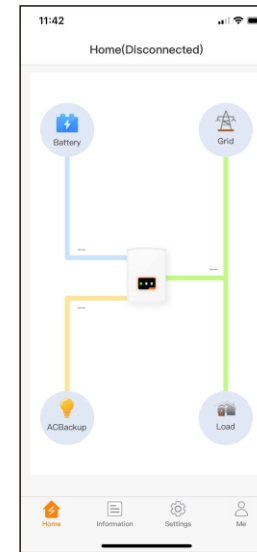 11:42
Home(Disconnected)
Battery
Grid
--
--
--
ACBackup
Load
Home
Information
Settings
Me